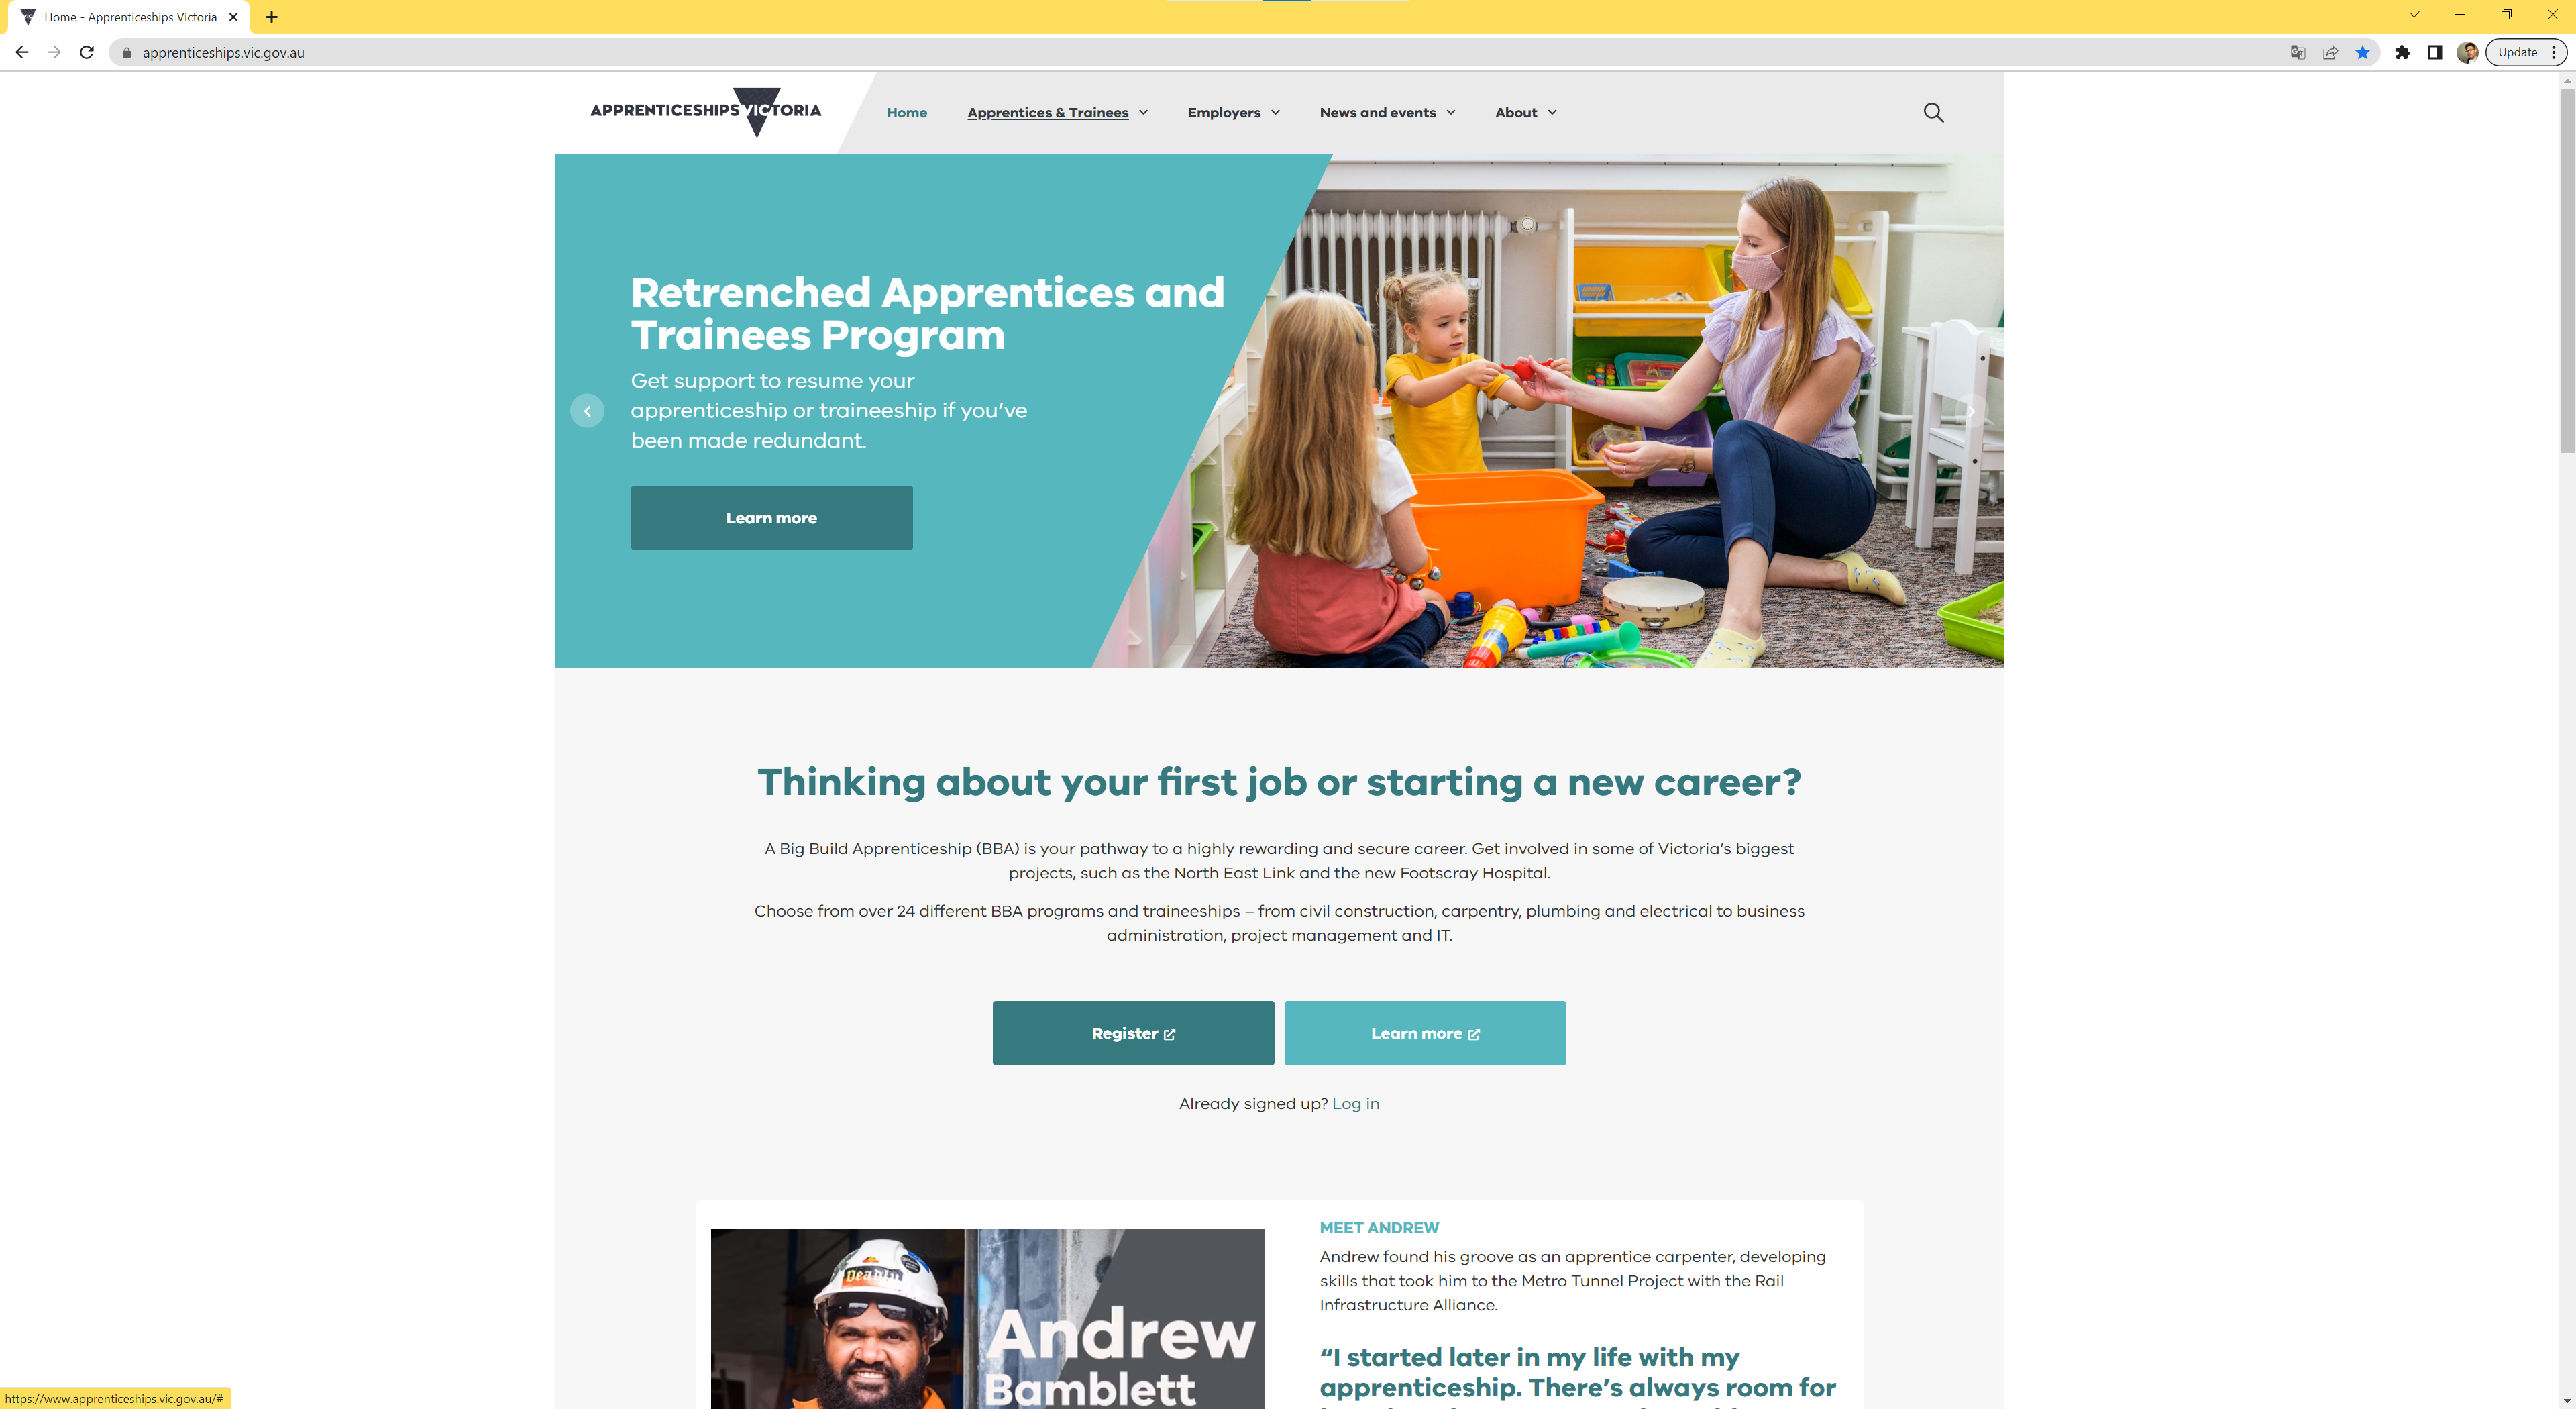 Home - Apprenticeships Victoria
apprenticeships.vic.gov.au
Update
APPRENTICESHIPS VICTORIA
Home
Apprentices & Trainees
Employers
News and events
About
Retrenched Apprentices and
Trainees Program
Get support to resume your
apprenticeship or traineeship if you’ve
been made redundant.
Learn more
Thinking about your first job or starting a new career?
A Big Build Apprenticeship (BBA) is your pathway to a highly rewarding and secure career. Get involved in some of Victoria’s biggest
projects, such as the North East Link and the new Footscray Hospital.
Choose from over 24 different BBA programs and traineeships – from civil construction, carpentry, plumbing and electrical to business
administration, project management and IT.
Register
Learn more
Already signed up? Log in
Deadly
Andrew
Bamblett
MEET ANDREW
Andrew found his groove as an apprentice carpenter, developing
skills that took him to the Metro Tunnel Project with the Rail
Infrastructure Alliance.
“I started later in my life with my
apprenticeship. There’s always room for
https://www.apprenticeships.vic.gov.au/#